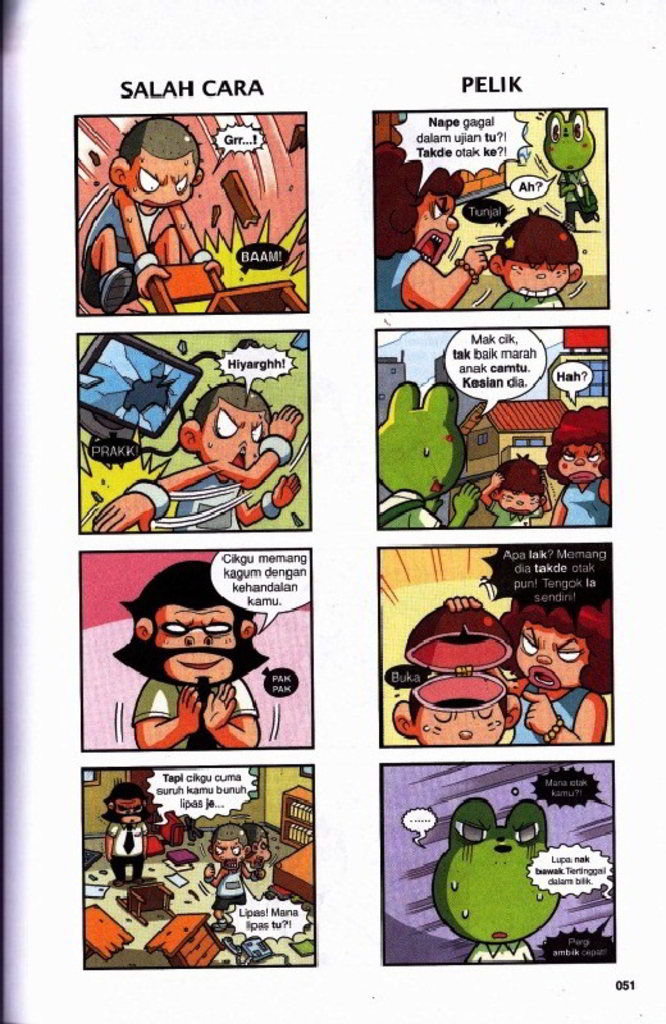 SALAH CARA
Grr...!
BAAM!
Hiyarghh!
PRAKK!
Cikgu memang
kagum dengan
kehandalan
kamu.
PAK
PAK
Tapi cikgu cuma
suruh kamu bunuh
lipas je...
Lipas! Mana
lipas tu?!
PELIK
Nape gagal
dalam ujian tu?!
Takde otak ke?!
Ah?
Tunjal
Mak cik,
tak baik marah
anak camtu.
Kesian dia.
Hah?
Apa laik? Memang
dia takde otak
pun! Tengok la
sendiri!
Buka
Mana otak
kamu?!
......
Lupa nak
bawak. Tertinggal
dalam bilik.
Pergi
ambik cepat!
051